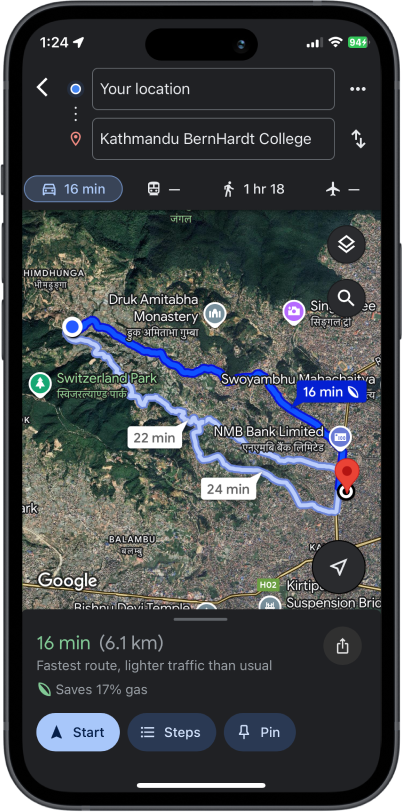 1:24
94
Your location
Kathmandu BernHardt College
16 min
—
1 hr 18
—
जंगल
HIMDHUNGA
भीमढुङ्गा
Druk Amitabha
Monastery
द्रुक अमिताभा गुम्बा
Sin
ee
सिङ्गल ट्री
Switzerland Park
स्विजरल्याण्ड पार्क
Swoyambhu Mahachaitya
16 min
22 min
NMB Bank Limited
एनएमबि बैंक लिमिटेड
24 min
ark
BALAMBU
बलम्बु
KA
Google
H02
Kirtip
Suspension Bric
Bishnu Devi Temple
16 min (6.1 km)
Fastest route, lighter traffic than usual
Saves 17% gas
Start
Steps
Pin